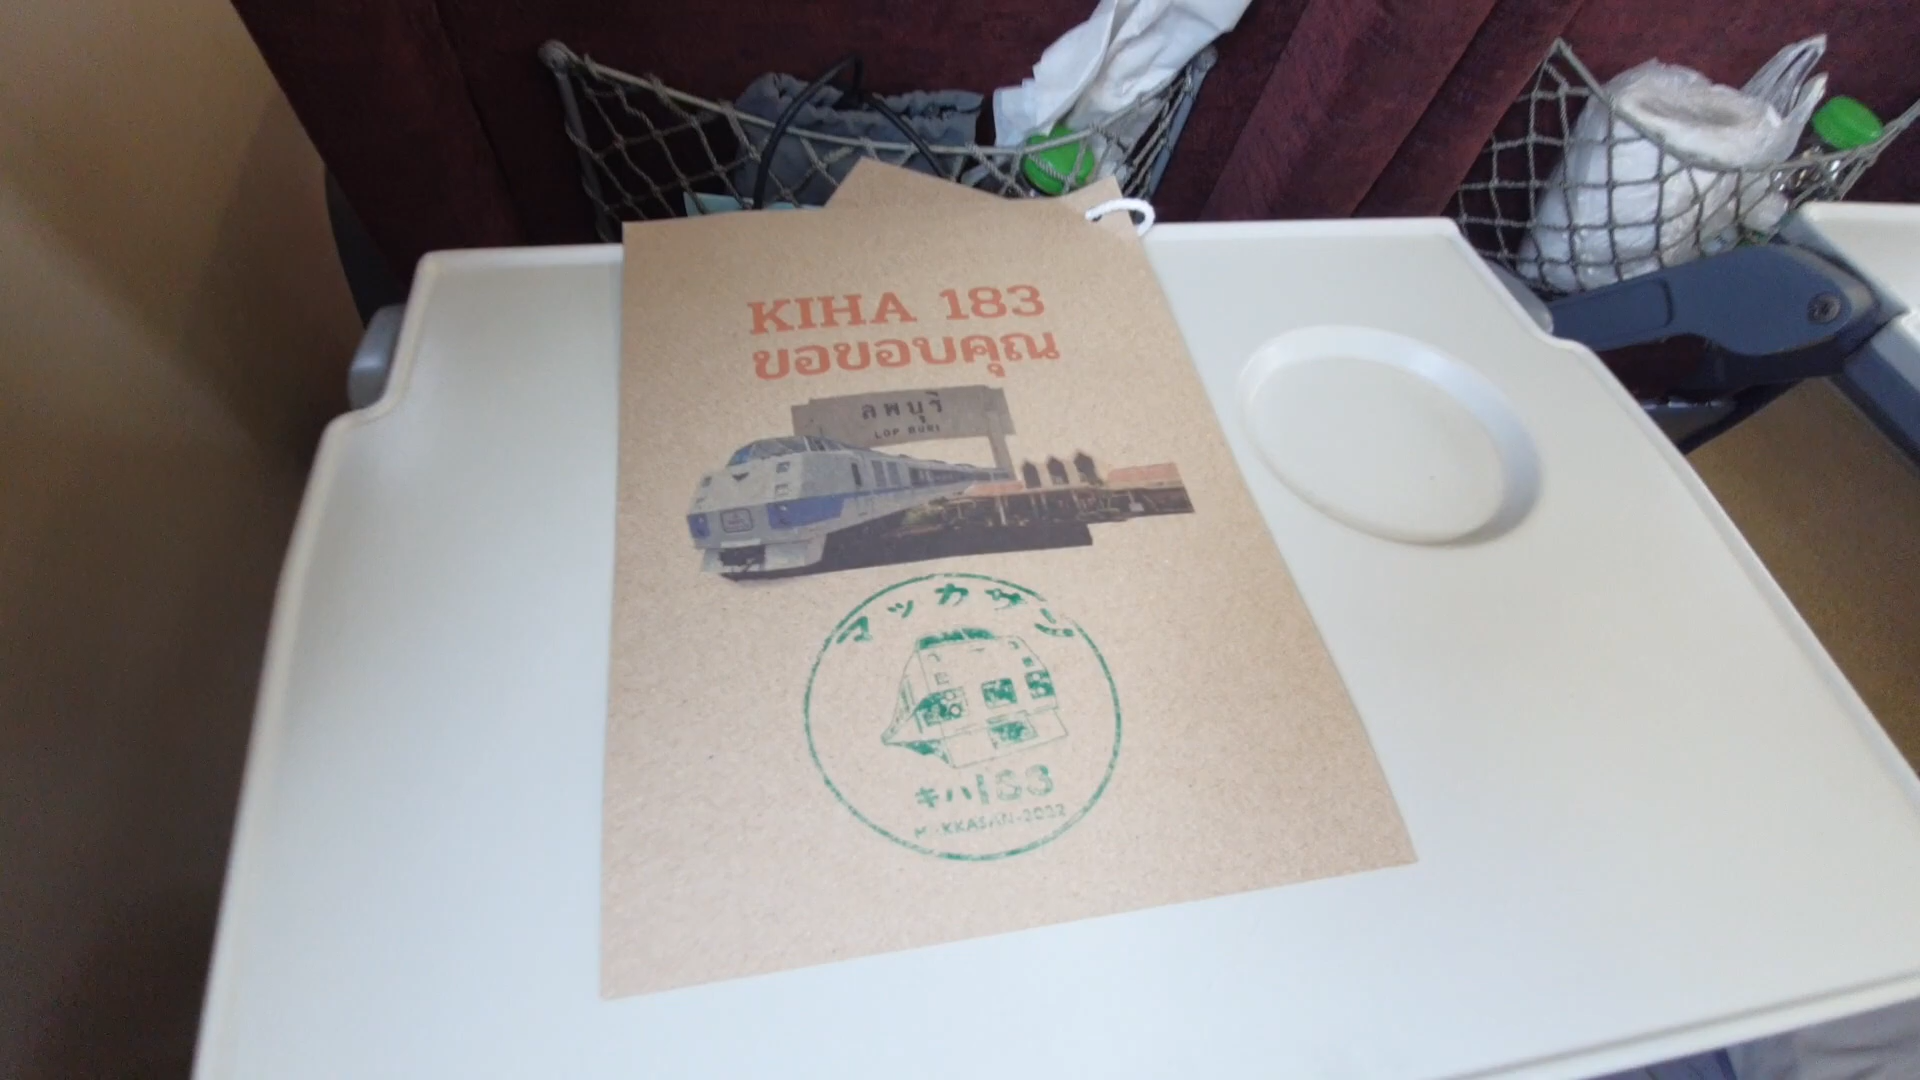 KIHA 183
ขอขอบคุณ
ลพบุรี
LOP BURI
マッカサン
キハ183
MAKKASAN-2022